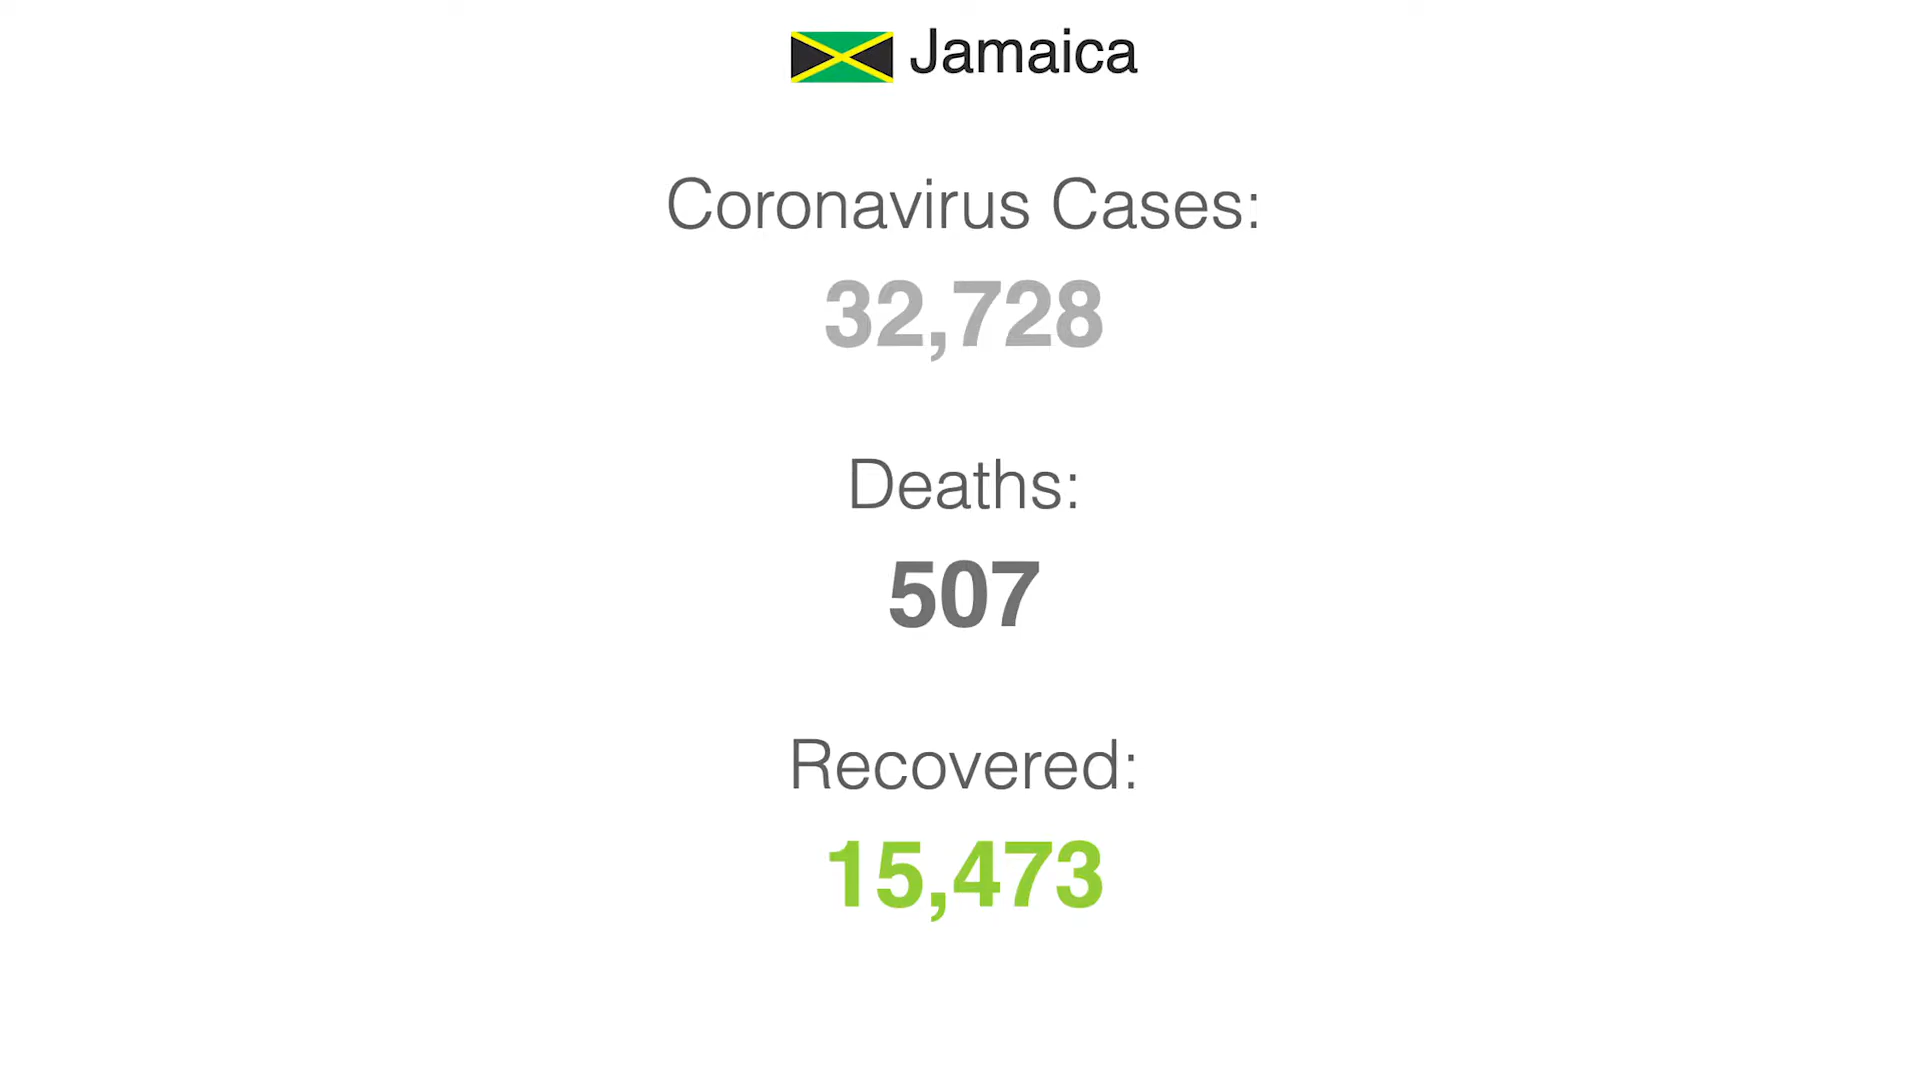 Jamaica
Coronavirus Cases:
32,728
Deaths:
507
Recovered:
15,473